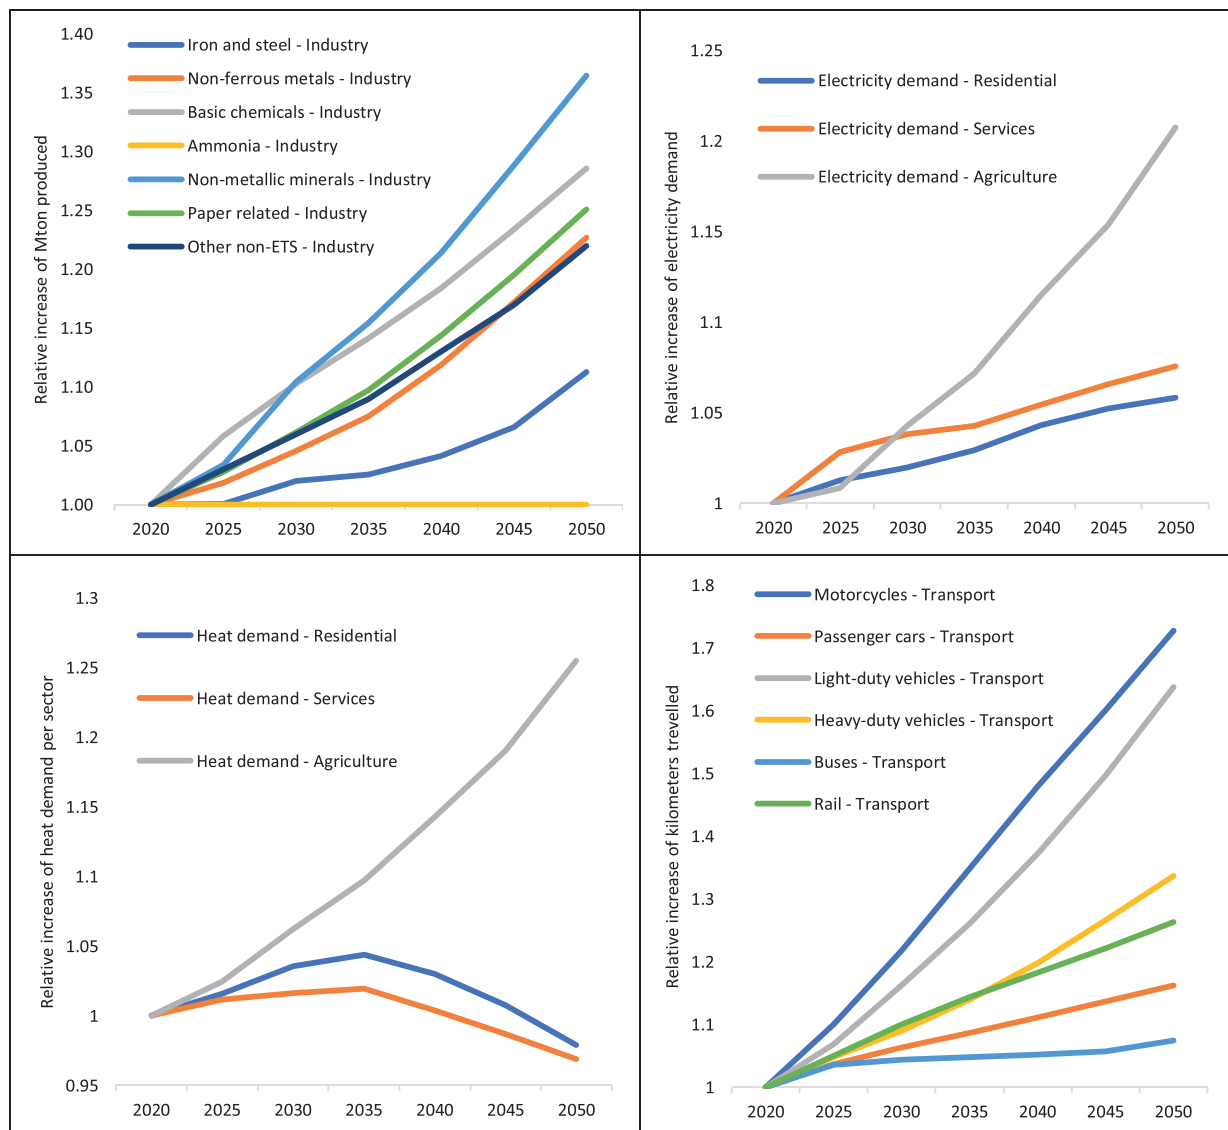 Relative increase of Mton produced
1.40
1.35
1.30
1.25
1.20
1.15
1.10
1.05
1.00
Iron and steel - Industry
Non-ferrous metals - Industry
Basic chemicals - Industry
Ammonia - Industry
Non-metallic minerals - Industry
Paper related - Industry
Other non-ETS - Industry
2020 2025 2030 2035 2040 2045 2050
Relative increase of electricity demand
1.25
1.2
1.15
1.1
1.05
1
Electricity demand - Residential
Electricity demand - Services
Electricity demand - Agriculture
2020 2025 2030 2035 2040 2045 2050
Relative increase of heat demand per sector
1.3
1.25
1.2
1.15
1.1
1.05
1
0.95
Heat demand - Residential
Heat demand - Services
Heat demand - Agriculture
2020 2025 2030 2035 2040 2045 2050
Relative increase of kilometers trevelled
1.8
1.7
1.6
1.5
1.4
1.3
1.2
1.1
1
Motorcycles - Transport
Passenger cars - Transport
Light-duty vehicles - Transport
Heavy-duty vehicles - Transport
Buses - Transport
Rail - Transport
2020 2025 2030 2035 2040 2045 2050